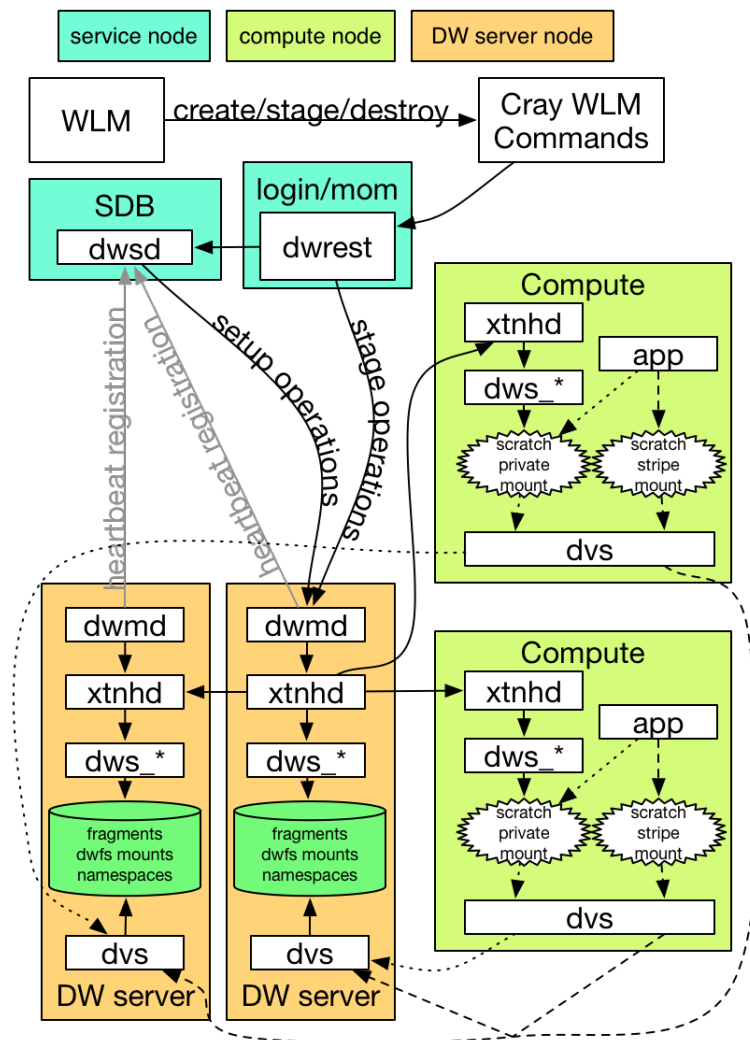 service node
compute node
DW server node
WLM
create/stage/destroy
Cray WLM
Commands
SDB
dwsd
login/mom
dwrest
heartbeat registration
heartbeat registration
setup operations
stage operations
Compute
xtnhd
app
dws_*
scratch
private
mount
scratch
stripe
mount
dvs
dwmd
xtnhd
dws_*
fragments
dwfs mounts
namespaces
dvs
DW server
dwmd
xtnhd
dws_*
fragments
dwfs mounts
namespaces
dvs
DW server
Compute
xtnhd
app
dws_*
scratch
private
mount
scratch
stripe
mount
dvs